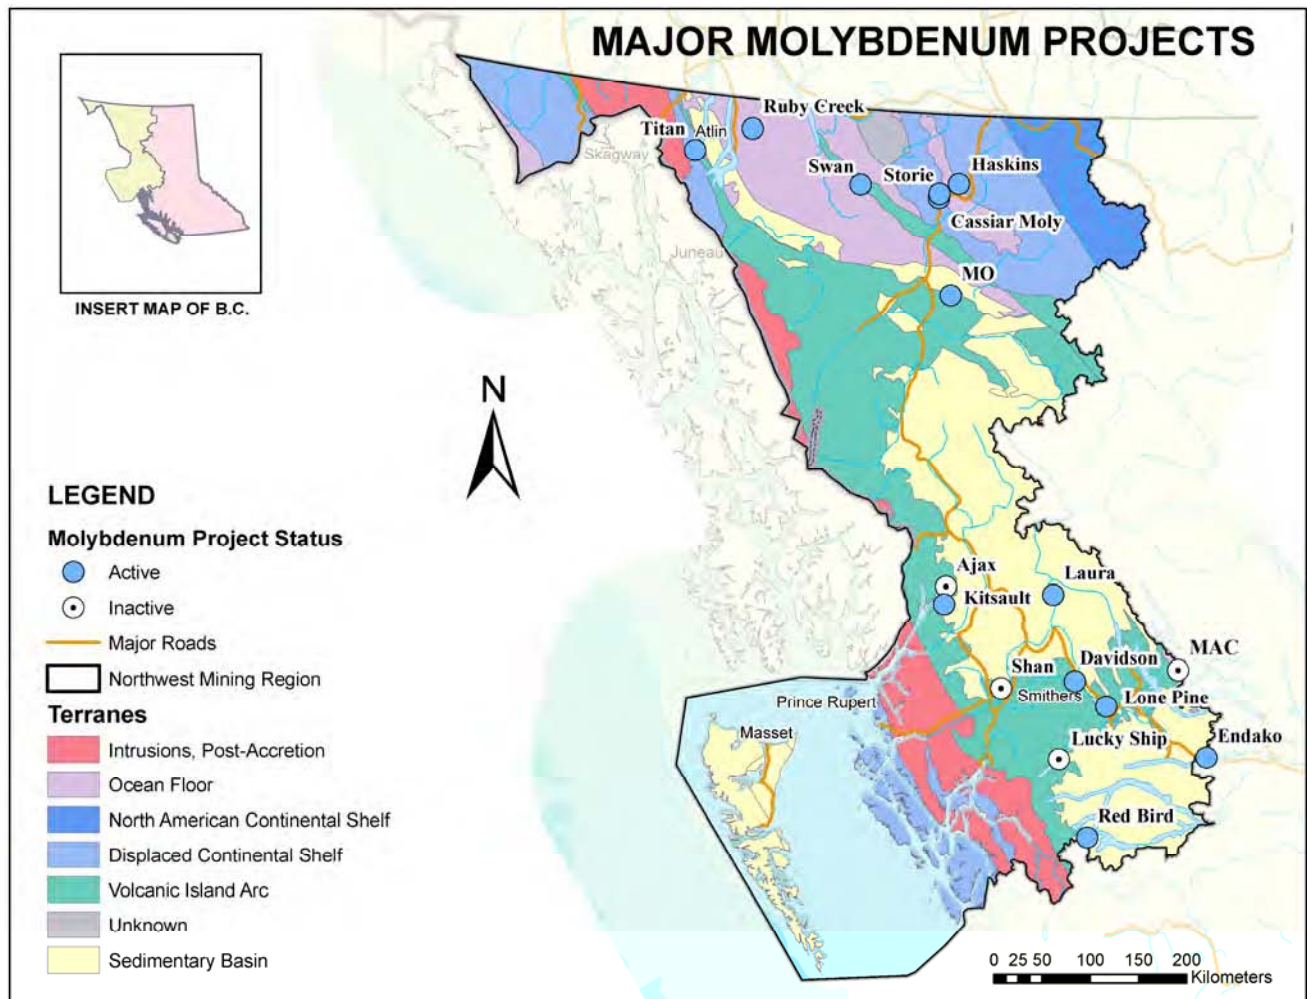 MAJOR MOLYBDENUM PROJECTS
INSERT MAP OF B.C.
N
LEGEND
Molybdenum Project Status
Active
Inactive
Major Roads
Northwest Mining Region
Terranes
Intrusions, Post-Accretion
Ocean Floor
North American Continental Shelf
Displaced Continental Shelf
Volcanic Island Arc
Unknown
Sedimentary Basin
Ruby Creek
Titan
Atlin
Skagway
Swan
Storie
Haskins
Cassiar Moly
Juneau
MO
Ajax
Kitsault
Laura
MAC
Shan
Davidson
Smithers
Lone Pine
Prince Rupert
Masset
Lucky Ship
Endako
Red Bird
0 25 50 100 150 200
Kilometers